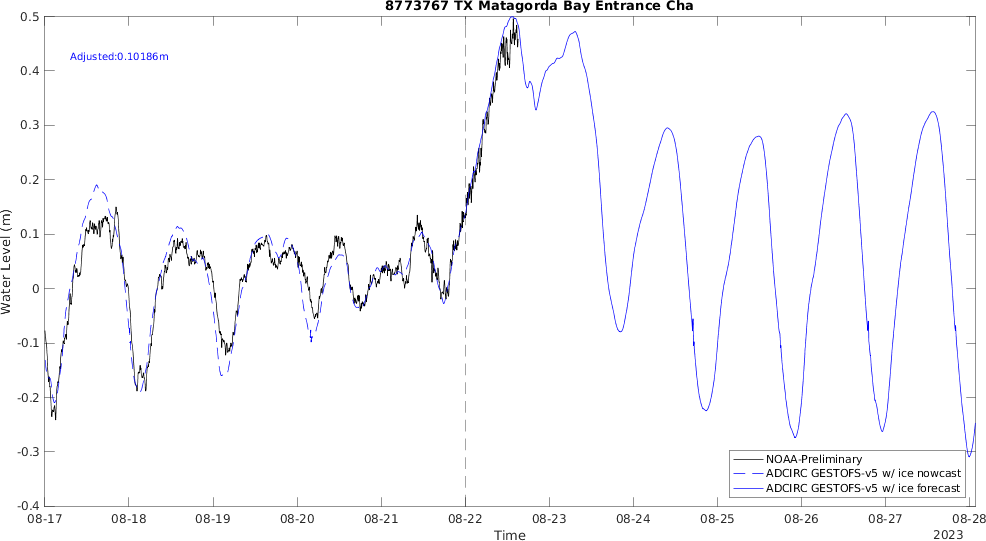 8773767 TX Matagorda Bay Entrance Cha
Adjusted:0.10186m
0.5
0.4
0.3
0.2
0.1
0
-0.1
-0.2
-0.3
-0.4
Water Level (m)
NOAA-Preliminary
ADCIRC GESTOFS-v5 w/ ice nowcast
ADCIRC GESTOFS-v5 w/ ice forecast
08-17 08-18 08-19 08-20 08-21 08-22 08-23 08-24 08-25 08-26 08-27 08-28
Time
2023